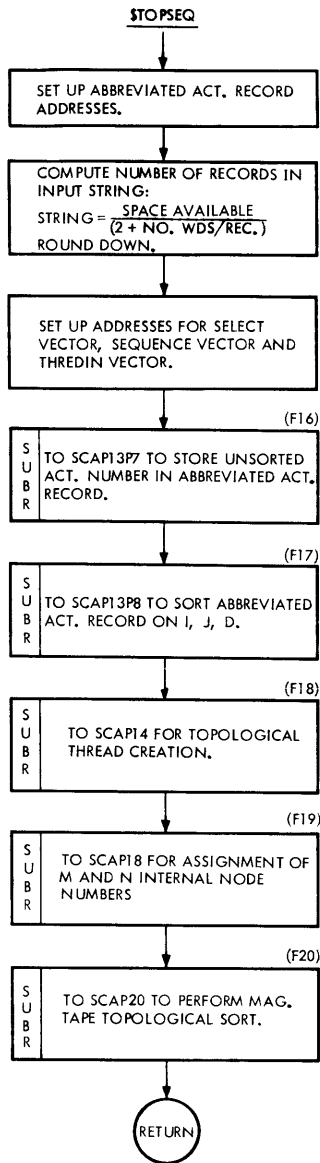 $TOPSEQ
SET UP ABBREVIATED ACT. RECORD
ADDRESSES.
COMPUTE NUMBER OF RECORDS IN
INPUT STRING:
STRING = SPACE AVAILABLE
(2 + NO. WDS/REC.)
ROUND DOWN.
SET UP ADDRESSES FOR SELECT
VECTOR, SEQUENCE VECTOR AND
THREDIN VECTOR.
(F16)
SUBR
TO SCAP13P7 TO STORE UNSORTED
ACT. NUMBER IN ABBREVIATED ACT.
RECORD.
(F17)
SUBR
TO SCAP13P8 TO SORT ABBREVIATED
ACT. RECORD ON I, J, D.
(F18)
SUBR
TO SCAP14 FOR TOPOLOGICAL
THREAD CREATION.
(F19)
SUBR
TO SCAP18 FOR ASSIGNMENT OF
M AND N INTERNAL NODE
NUMBERS
(F20)
SUBR
TO SCAP20 TO PERFORM MAG.
TAPE TOPOLOGICAL SORT.
RETURN